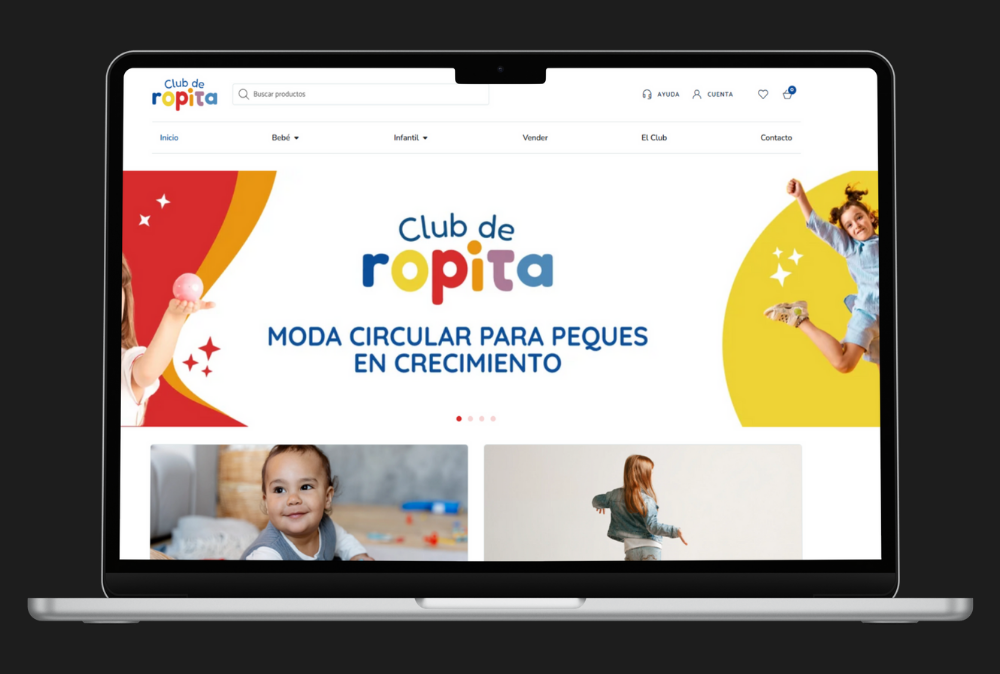 Club de
ropita
Buscar productos
AYUDA
CUENTA
0
Inicio
Bebé
Infantil
Vender
El Club
Contacto
Club de
ropita
MODA CIRCULAR PARA PEQUES
EN CRECIMIENTO